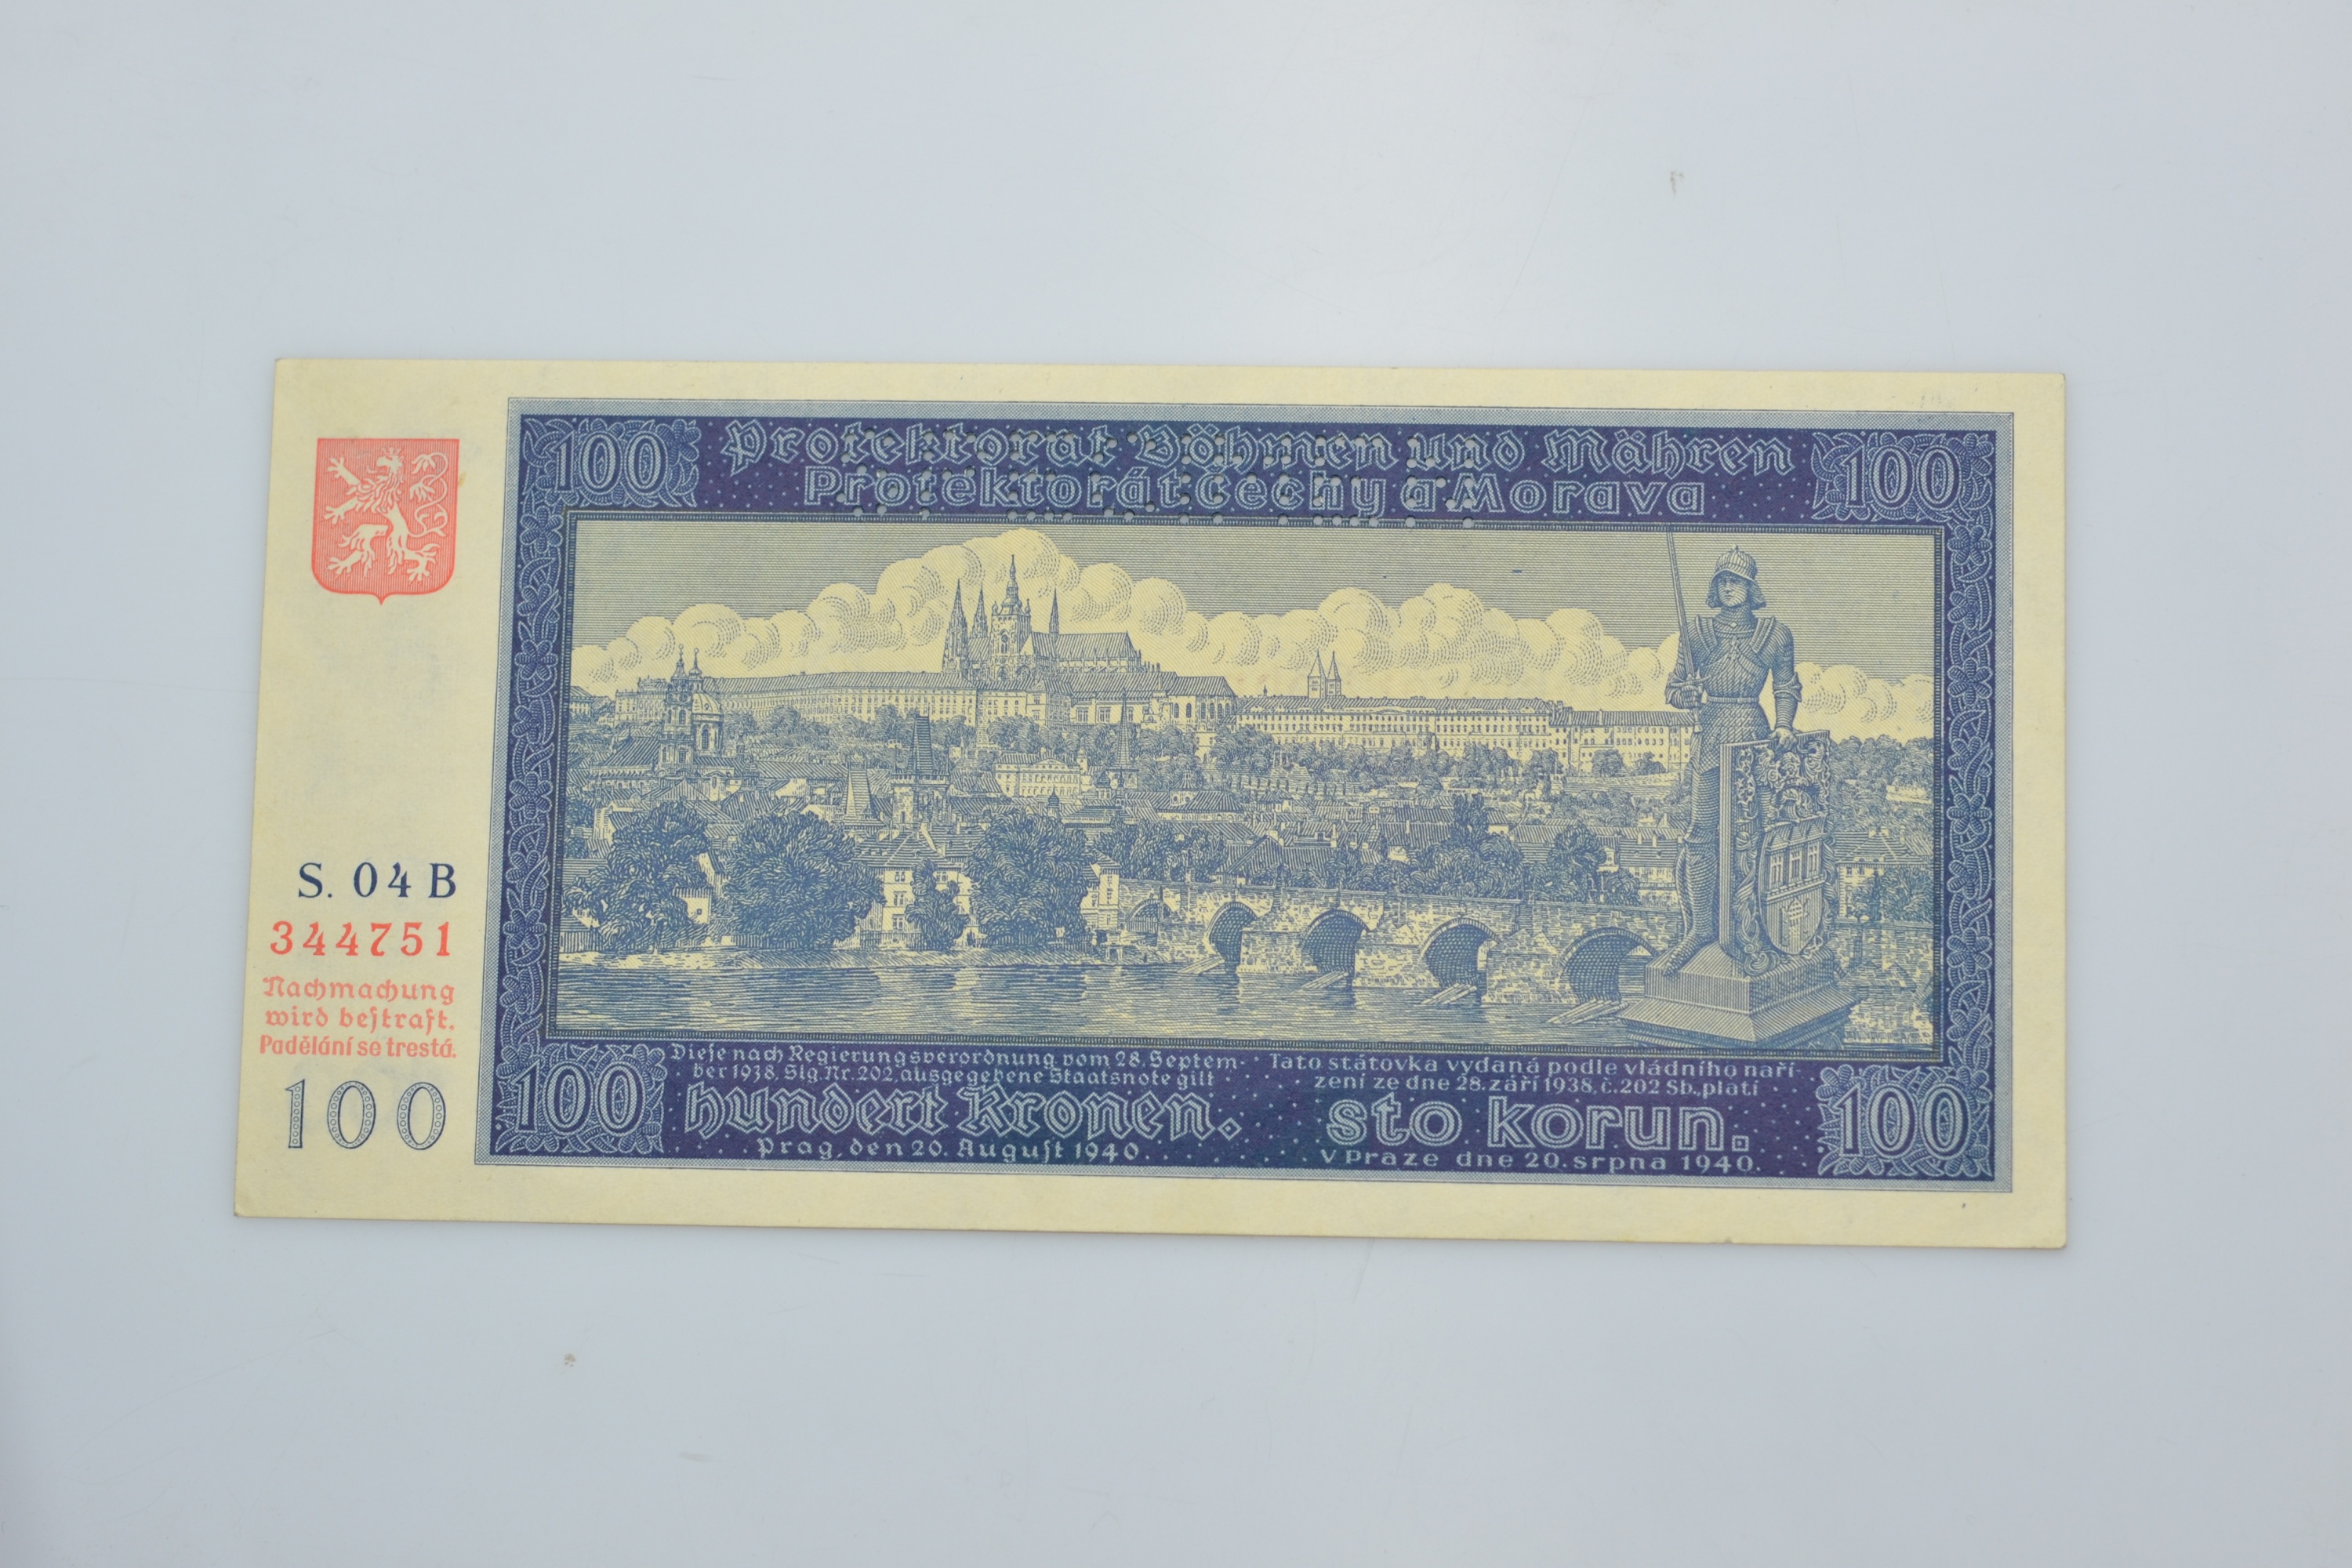 100 Protektorat Böhmen und Mähren 100
Protektorát Čechy a Morava
S. 04 B
344751
Nachmachung
wird bestraft.
Padělání se trestá.
100
Diese nach Regierungsverordnung vom 28. Septem-
ber 1938, Slg. Nr. 202, ausgegebene Staatsnote gilt
100 hundert Kronen.
Prag, den 20. August 1940.
Tato státovka vydaná podle vládního naří-
zení ze dne 28. září 1938, č. 202 Sb., platí
sto korun. 100
V Praze dne 20. srpna 1940.